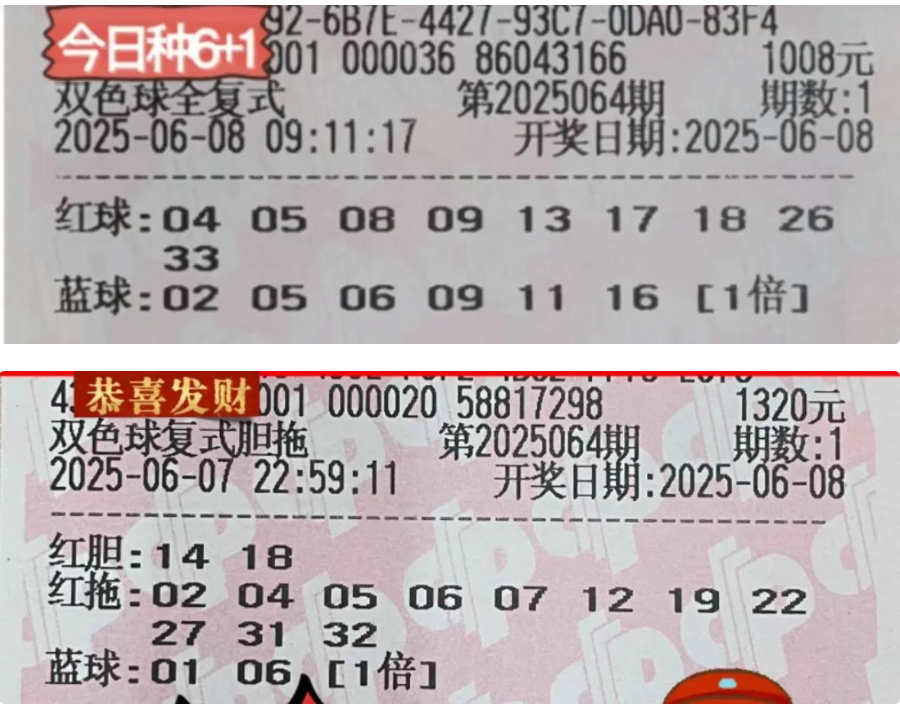 今日种6+1
92-6B7E-4427-93C7-0DA0-83F4
001 000036 86043166 1008元
双色球全复式 第2025064期 期数:1
2025-06-08 09:11:17 开奖日期:2025-06-08
红球:04 05 08 09 13 17 18 26
33
蓝球:02 05 06 09 11 16 [1倍]
恭喜发财
001 000020 58817298 1320元
双色球复式胆拖 第2025064期 期数:1
2025-06-07 22:59:11 开奖日期:2025-06-08
红胆:14 18
红拖:02 04 05 06 07 12 19 22
27 31 32
蓝球:01 06 [1倍]